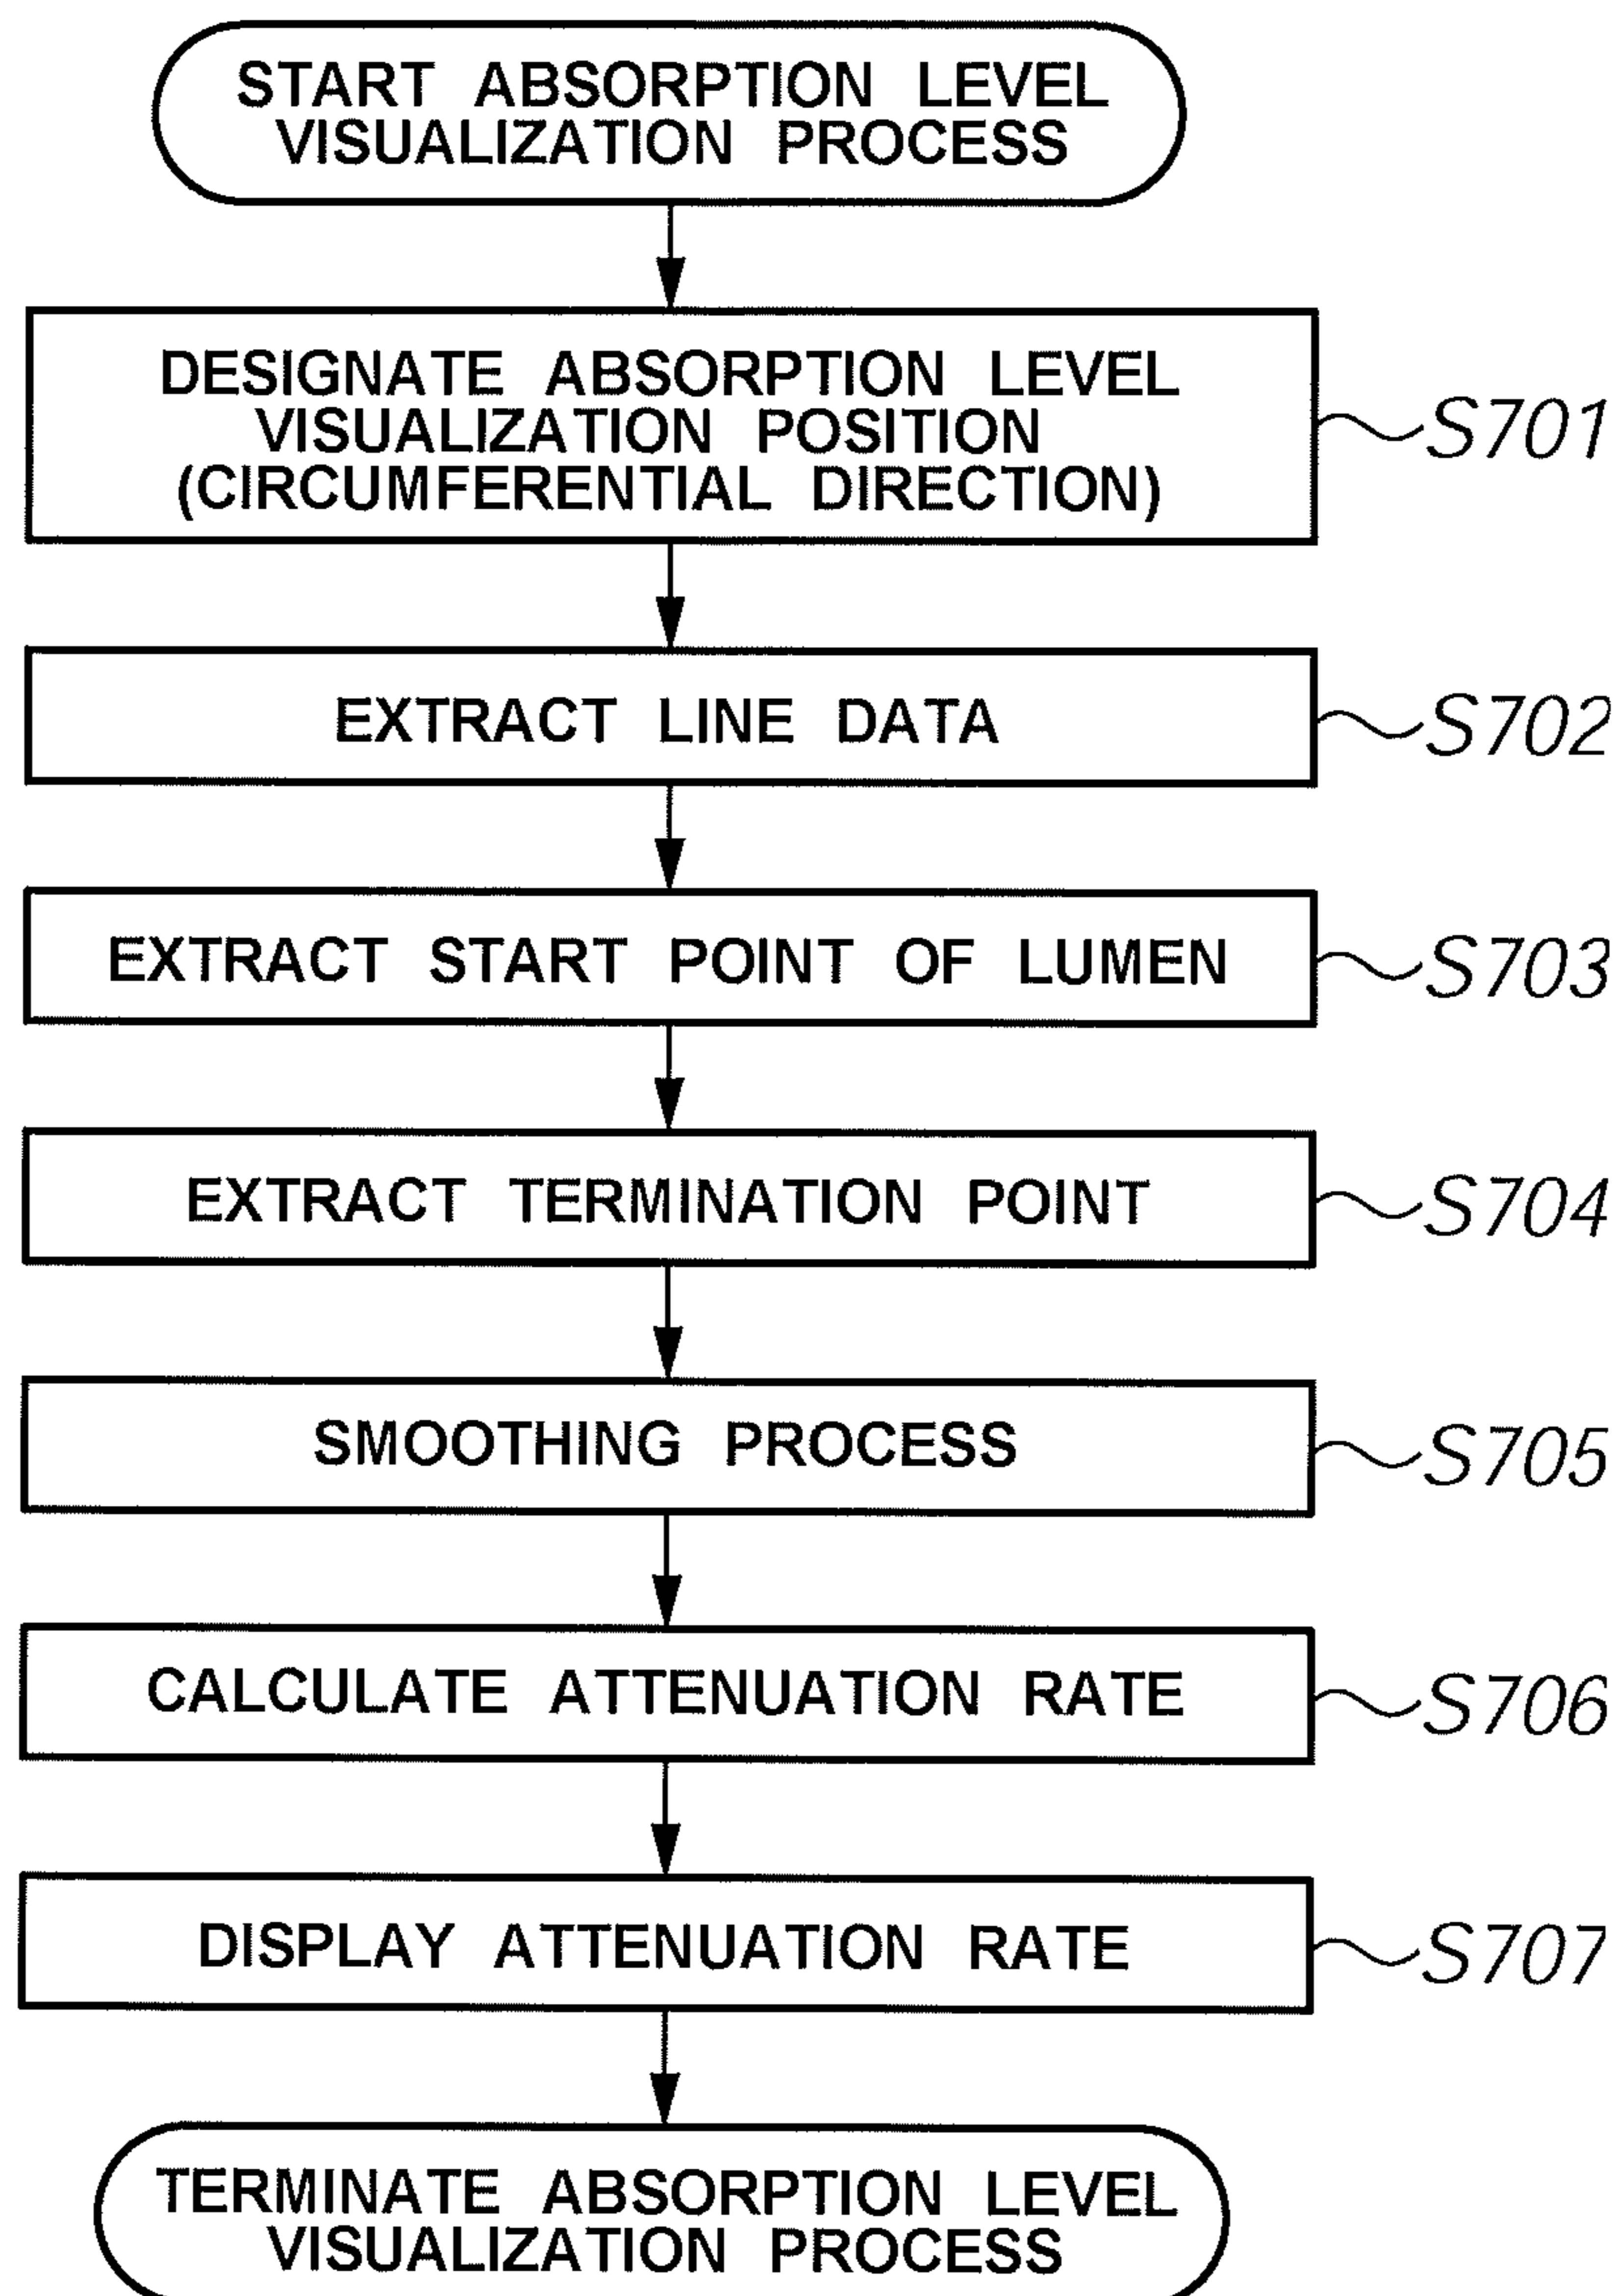 START ABSORPTION LEVEL
VISUALIZATION PROCESS
DESIGNATE ABSORPTION LEVEL
VISUALIZATION POSITION
(CIRCUMFERENTIAL DIRECTION)
S701
EXTRACT LINE DATA
S702
EXTRACT START POINT OF LUMEN
S703
EXTRACT TERMINATION POINT
S704
SMOOTHING PROCESS
S705
CALCULATE ATTENUATION RATE
S706
DISPLAY ATTENUATION RATE
S707
TERMINATE ABSORPTION LEVEL
VISUALIZATION PROCESS